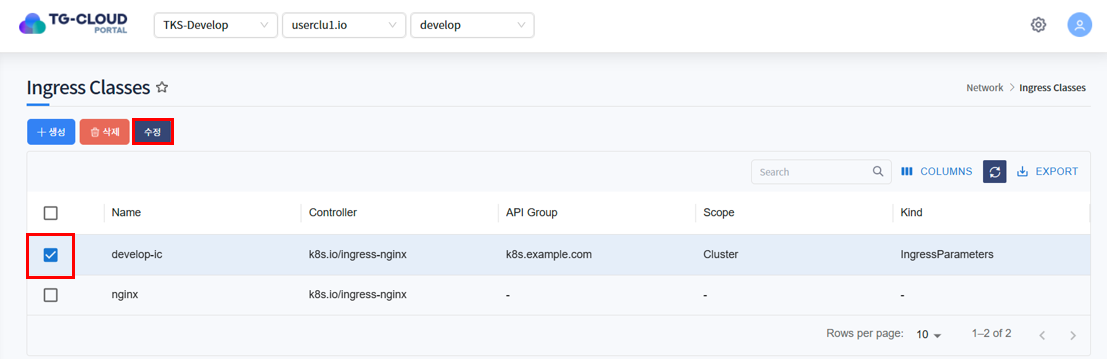 TG-CLOUD
PORTAL
TKS-Develop userclu1.io develop
Ingress Classes
Network > Ingress Classes
+ 생성 삭제 수정
Search COLUMNS EXPORT
Name Controller API Group Scope Kind
develop-ic k8s.io/ingress-nginx k8s.example.com Cluster IngressParameters
nginx k8s.io/ingress-nginx - - -
Rows per page: 10 1–2 of 2